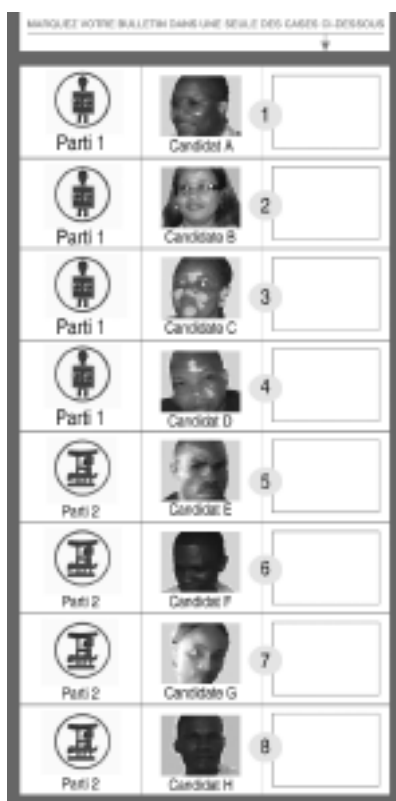 MARQUEZ VOTRE BULLETIN DANS UNE SEULE DES CASES CI-DESSOUS
Parti 1
Candidat A
1
Parti 1
Candidate B
2
Parti 1
Candidate C
3
Parti 1
Candidat D
4
Parti 2
Candidat E
5
Parti 2
Candidat F
6
Parti 2
Candidate G
7
Parti 2
Candidat H
8